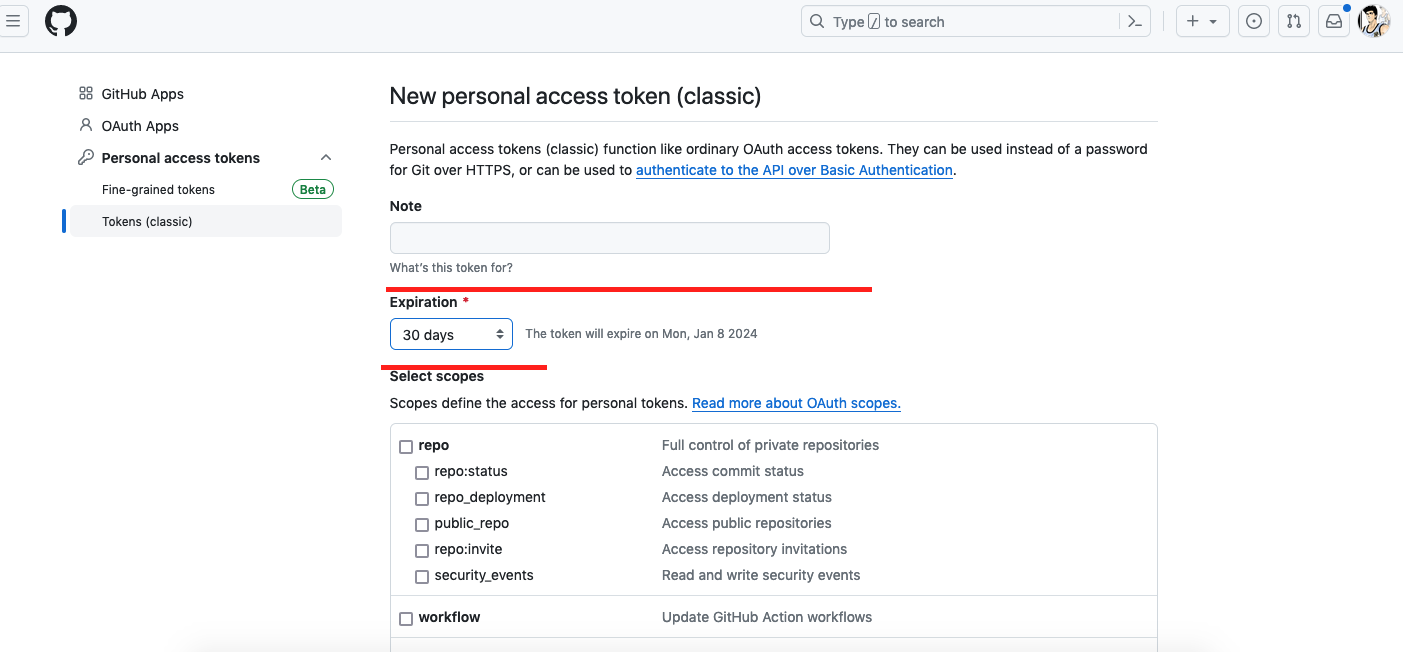 Type / to search
GitHub Apps
OAuth Apps
Personal access tokens
Fine-grained tokens Beta
Tokens (classic)
New personal access token (classic)
Personal access tokens (classic) function like ordinary OAuth access tokens. They can be used instead of a password
for Git over HTTPS, or can be used to authenticate to the API over Basic Authentication.
Note
What's this token for?
Expiration *
30 days The token will expire on Mon, Jan 8 2024
Select scopes
Scopes define the access for personal tokens. Read more about OAuth scopes.
repo Full control of private repositories
repo:status Access commit status
repo_deployment Access deployment status
public_repo Access public repositories
repo:invite Access repository invitations
security_events Read and write security events
workflow Update GitHub Action workflows